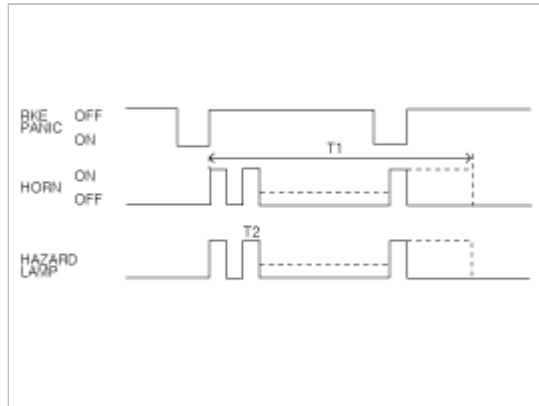 RKE PANIC OFF
ON
T1
HORN ON
OFF
T2
HAZARD LAMP